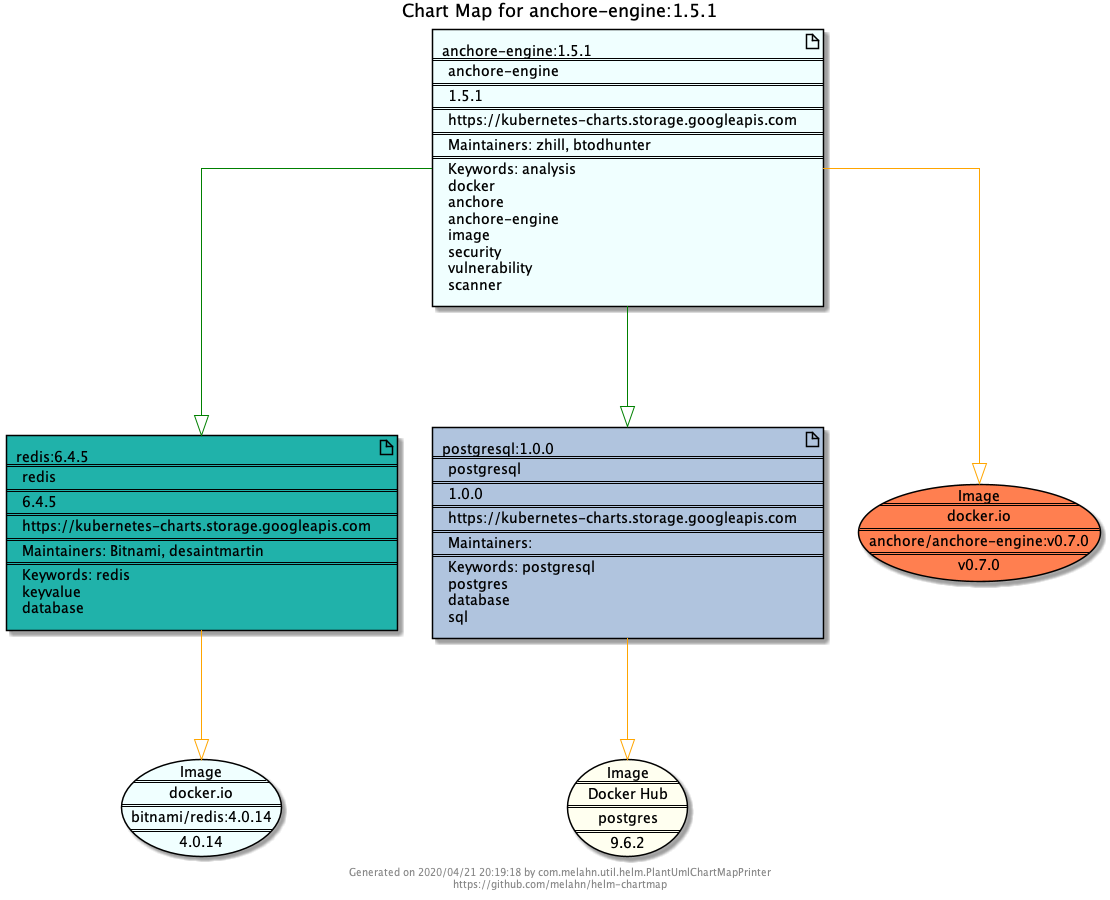 Chart Map for anchore-engine:1.5.1
anchore-engine:1.5.1
anchore-engine
1.5.1
https://kubernetes-charts.storage.googleapis.com
Maintainers: zhill, btodhunter
Keywords: analysis
docker
anchore
anchore-engine
image
security
vulnerability
scanner
redis:6.4.5
redis
6.4.5
https://kubernetes-charts.storage.googleapis.com
Maintainers: Bitnami, desaintmartin
Keywords: redis
keyvalue
database
postgresql:1.0.0
postgresql
1.0.0
https://kubernetes-charts.storage.googleapis.com
Maintainers:
Keywords: postgresql
postgres
database
sql
Image
docker.io
anchore/anchore-engine:v0.7.0
v0.7.0
Image
docker.io
bitnami/redis:4.0.14
4.0.14
Image
Docker Hub
postgres
9.6.2
Generated on 2020/04/21 20:19:18 by com.melahn.util.helm.PlantUmlChartMapPrinter
https://github.com/melahn/helm-chartmap